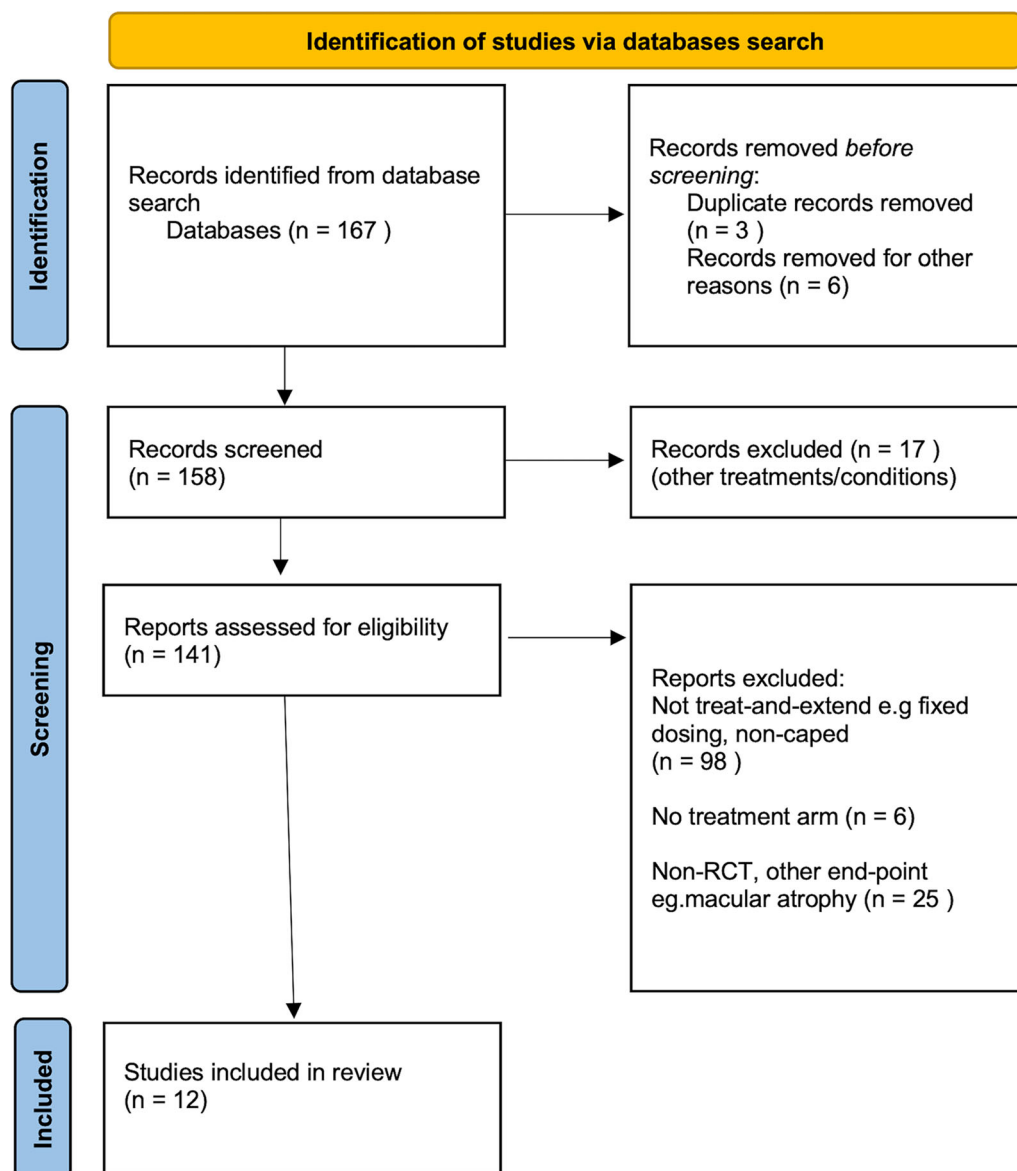 Identification of studies via databases search
Identification
Records identified from database
search
Databases (n = 167 )
Records removed before
screening:
Duplicate records removed
(n = 3 )
Records removed for other
reasons (n = 6)
Screening
Records screened
(n = 158)
Records excluded (n = 17 )
(other treatments/conditions)
Reports assessed for eligibility
(n = 141)
Reports excluded:
Not treat-and-extend e.g fixed
dosing, non-caped
(n = 98 )
No treatment arm (n = 6)
Non-RCT, other end-point
eg.macular atrophy (n = 25 )
Included
Studies included in review
(n = 12)